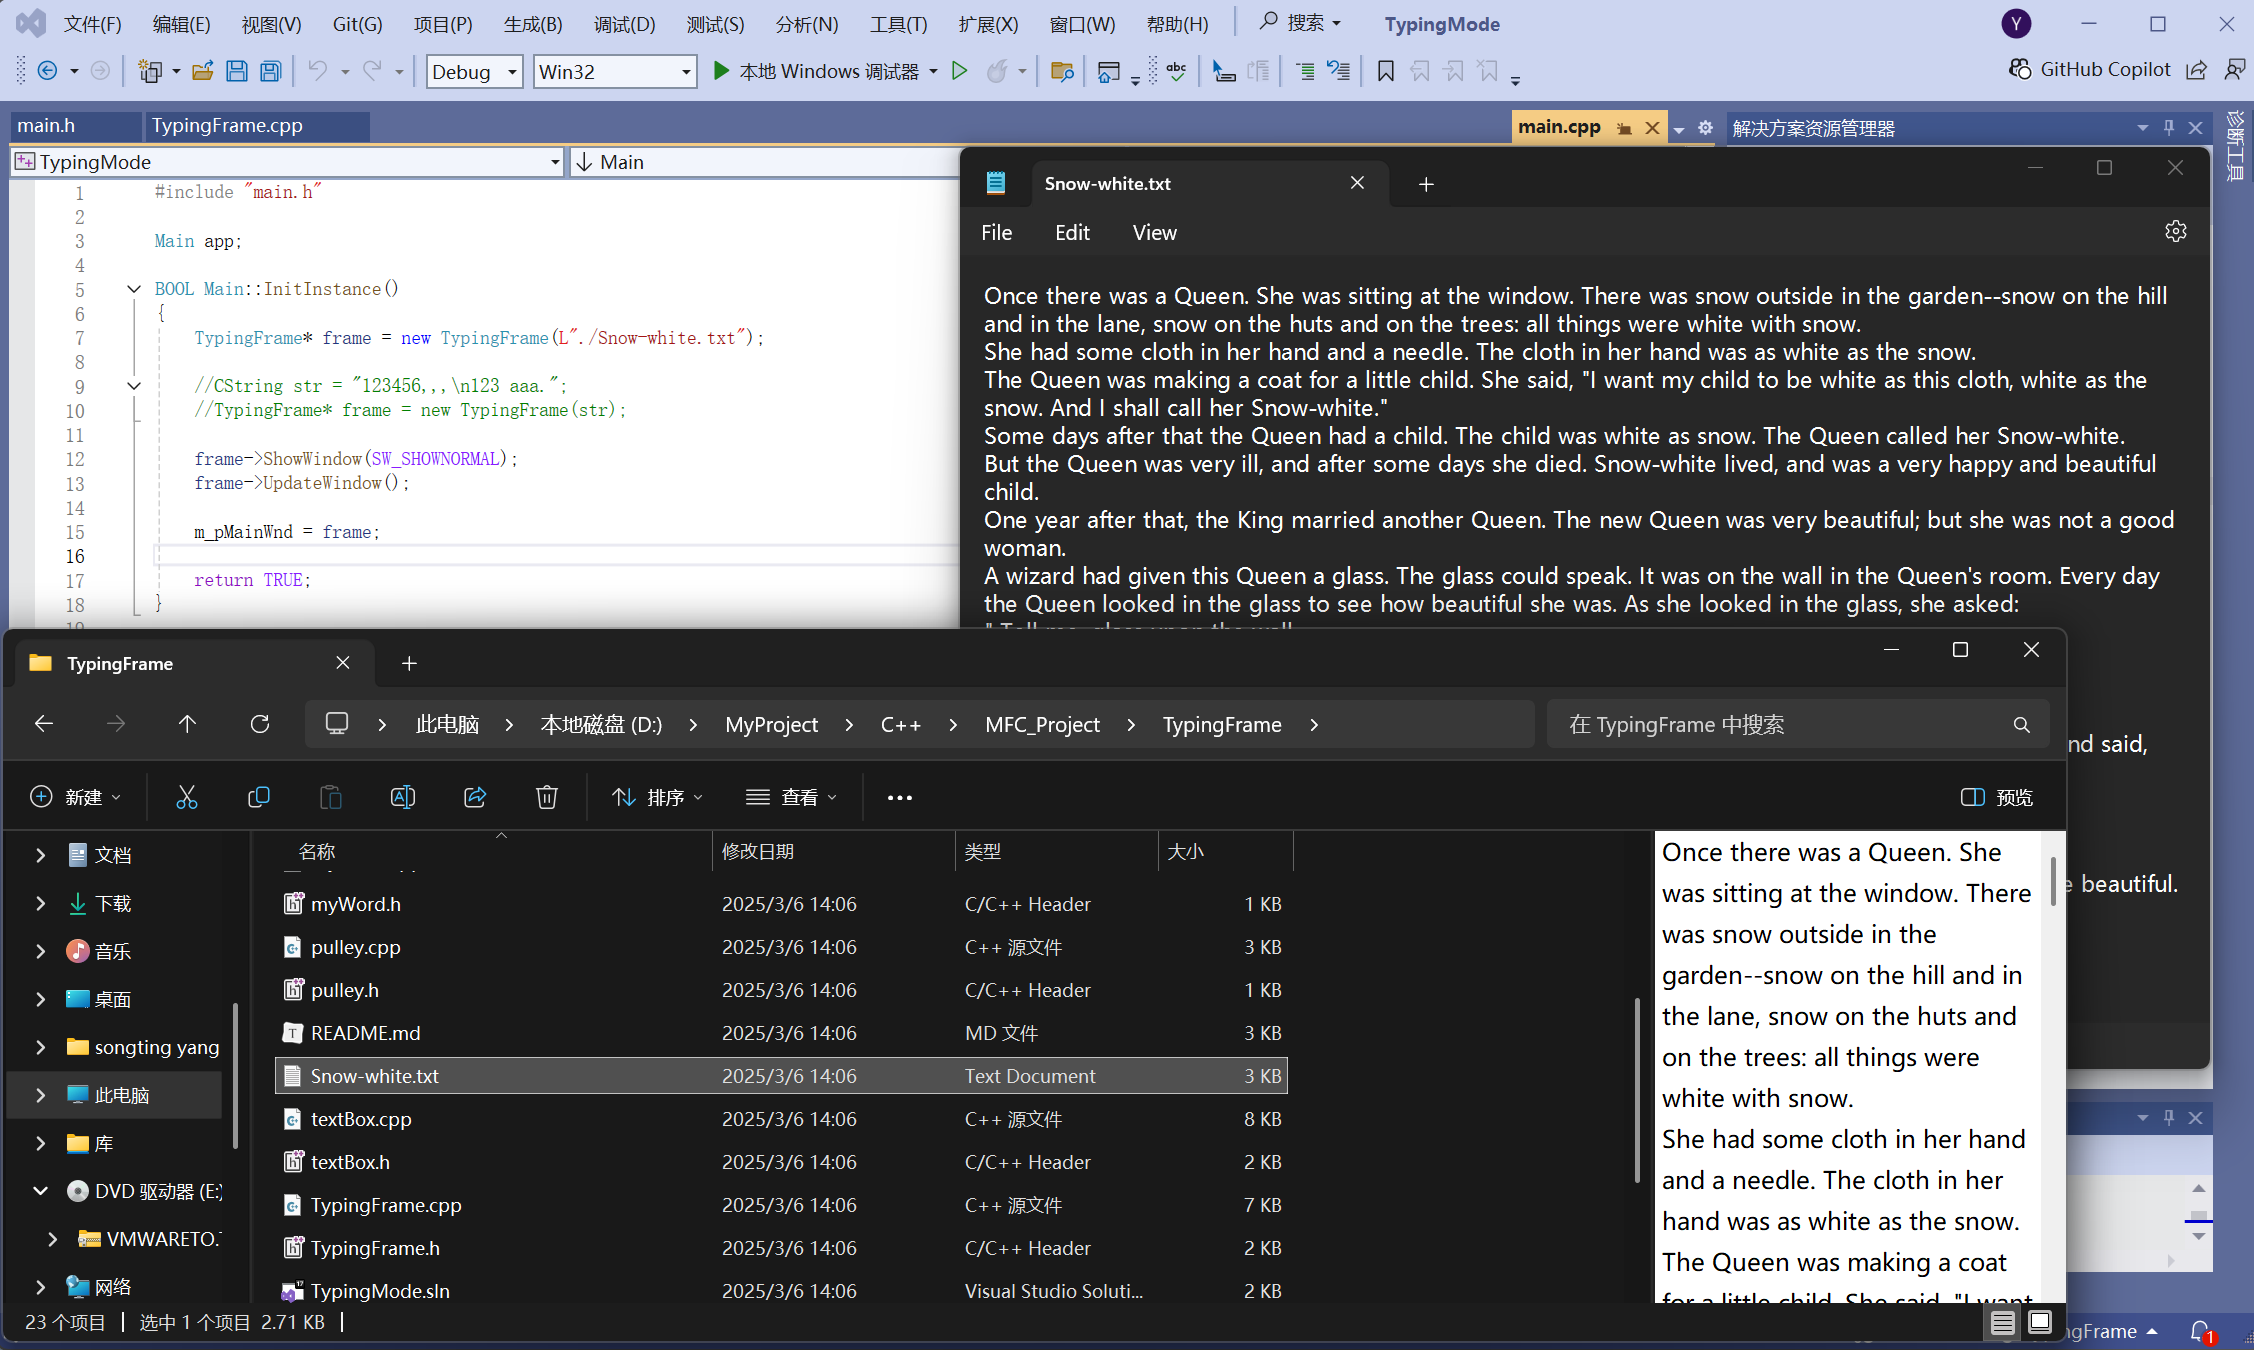 文件(F) 编辑(E) 视图(V) Git(G) 项目(P) 生成(B) 调试(D) 测试(S) 分析(N) 工具(T) 扩展(X) 窗口(W) 帮助(H) 搜索 TypingMode Y
Debug Win32 本地 Windows 调试器 abc GitHub Copilot
main.h TypingFrame.cpp main.cpp 解决方案资源管理器
诊断工具
TypingMode Main
1 #include "main.h"
2
3 Main app;
4
5 BOOL Main::InitInstance()
6 {
7 TypingFrame* frame = new TypingFrame(L"./Snow-white.txt");
8
9 //CString str = "123456,,,\n123 aaa.";
10 //TypingFrame* frame = new TypingFrame(str);
11
12 frame->ShowWindow(SW_SHOWNORMAL);
13 frame->UpdateWindow();
14
15 m_pMainWnd = frame;
16
17 return TRUE;
18 }
19
Snow-white.txt
File Edit View
Once there was a Queen. She was sitting at the window. There was snow outside in the garden--snow on the hill
and in the lane, snow on the huts and on the trees: all things were white with snow.
She had some cloth in her hand and a needle. The cloth in her hand was as white as the snow.
The Queen was making a coat for a little child. She said, "I want my child to be white as this cloth, white as the
snow. And I shall call her Snow-white."
Some days after that the Queen had a child. The child was white as snow. The Queen called her Snow-white.
But the Queen was very ill, and after some days she died. Snow-white lived, and was a very happy and beautiful
child.
One year after that, the King married another Queen. The new Queen was very beautiful; but she was not a good
woman.
A wizard had given this Queen a glass. The glass could speak. It was on the wall in the Queen's room. Every day
the Queen looked in the glass to see how beautiful she was. As she looked in the glass, she asked:
" Tell me, glass upon the wall,
nd said,
e beautiful.
TypingFrame
此电脑 本地磁盘 (D:) MyProject C++ MFC_Project TypingFrame 在 TypingFrame 中搜索
新建 排序 查看 预览
文档
下载
音乐
桌面
songting yang
此电脑
库
DVD 驱动器 (E:)
VMWARETO.
网络
名称 修改日期 类型 大小
myWord.h 2025/3/6 14:06 C/C++ Header 1 KB
pulley.cpp 2025/3/6 14:06 C++ 源文件 3 KB
pulley.h 2025/3/6 14:06 C/C++ Header 1 KB
README.md 2025/3/6 14:06 MD 文件 3 KB
Snow-white.txt 2025/3/6 14:06 Text Document 3 KB
textBox.cpp 2025/3/6 14:06 C++ 源文件 8 KB
textBox.h 2025/3/6 14:06 C/C++ Header 2 KB
TypingFrame.cpp 2025/3/6 14:06 C++ 源文件 7 KB
TypingFrame.h 2025/3/6 14:06 C/C++ Header 2 KB
TypingMode.sln 2025/3/6 14:06 Visual Studio Soluti... 2 KB
Once there was a Queen. She
was sitting at the window. There
was snow outside in the
garden--snow on the hill and in
the lane, snow on the huts and
on the trees: all things were
white with snow.
She had some cloth in her hand
and a needle. The cloth in her
hand was as white as the snow.
The Queen was making a coat
for a little child. She said, "I want
23 个项目 选中 1 个项目 2.71 KB
ngFrame 1